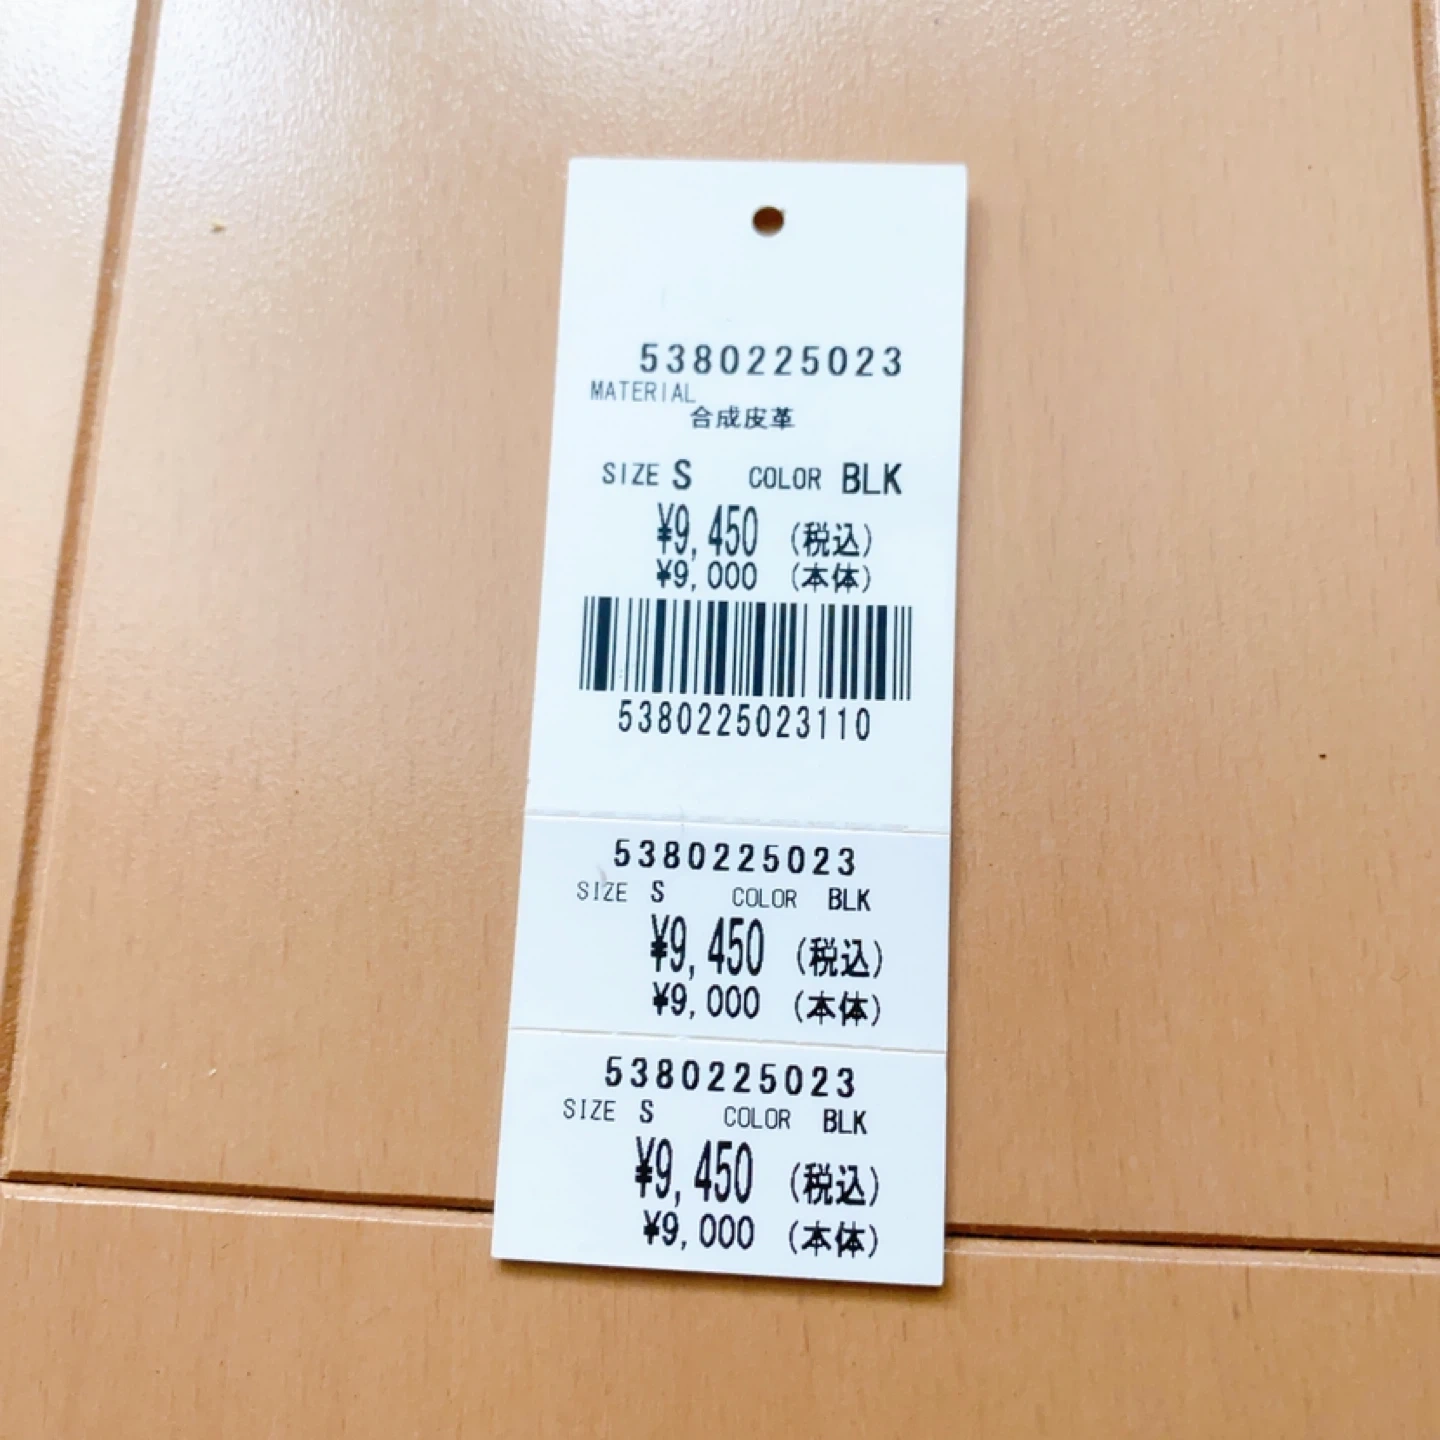 5380225023
MATERIAL
合成皮革
SIZE S COLOR BLK
¥9,450 (税込)
¥9,000 (本体)
5380225023110
5380225023
SIZE S COLOR BLK
¥9,450 (税込)
¥9,000 (本体)
5380225023
SIZE S COLOR BLK
¥9,450 (税込)
¥9,000 (本体)